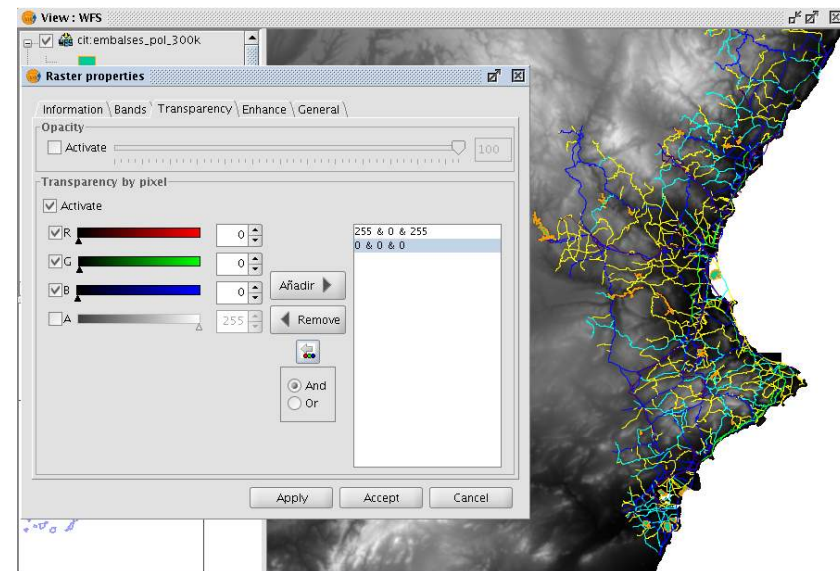 View : WFS
cit:embalses_pol_300k
Raster properties
Information \ Bands \ Transparency \ Enhance \ General \
Opacity
Activate
100
Transparency by pixel
Activate
R 0
G 0
B 0
A 255
Añadir
Remove
And
Or
255 & 0 & 255
0 & 0 & 0
Apply
Accept
Cancel